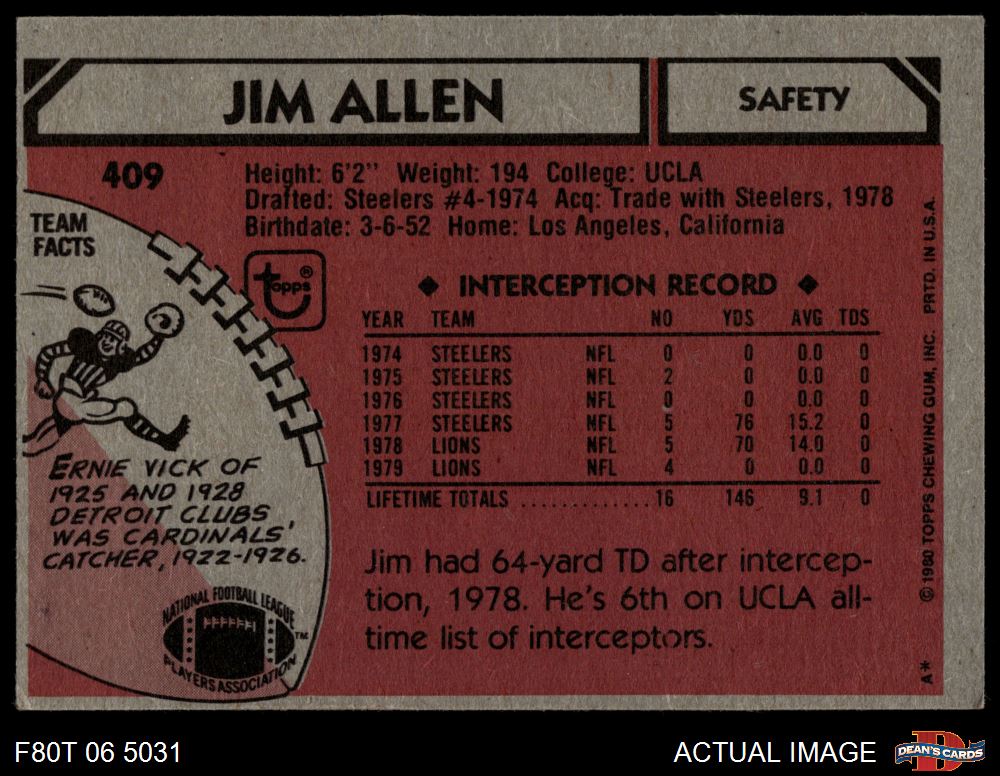 JIM ALLEN
SAFETY
409
Height: 6'2" Weight: 194 College: UCLA
Drafted: Steelers #4-1974 Acq: Trade with Steelers, 1978
Birthdate: 3-6-52 Home: Los Angeles, California
TEAM
FACTS
topps®
◆ INTERCEPTION RECORD ◆
YEAR TEAM NO YDS AVG TDS
1974 STEELERS NFL 0 0 0.0 0
1975 STEELERS NFL 2 0 0.0 0
1976 STEELERS NFL 0 0 0.0 0
1977 STEELERS NFL 5 76 15.2 0
1978 LIONS NFL 5 70 14.0 0
1979 LIONS NFL 4 0 0.0 0
LIFETIME TOTALS ............. 16 146 9.1 0
ERNIE VICK OF
1925 AND 1928
DETROIT CLUBS
WAS CARDINALS'
CATCHER, 1922-1926.
Jim had 64-yard TD after intercep-
tion, 1978. He's 6th on UCLA all-
time list of interceptors.
NATIONAL FOOTBALL LEAGUE
PLAYERS ASSOCIATION
™
© 1980 TOPPS CHEWING GUM, INC. PRTD. IN U.S.A.
A*
F80T 06 5031
ACTUAL IMAGE
DEAN'S CARDS